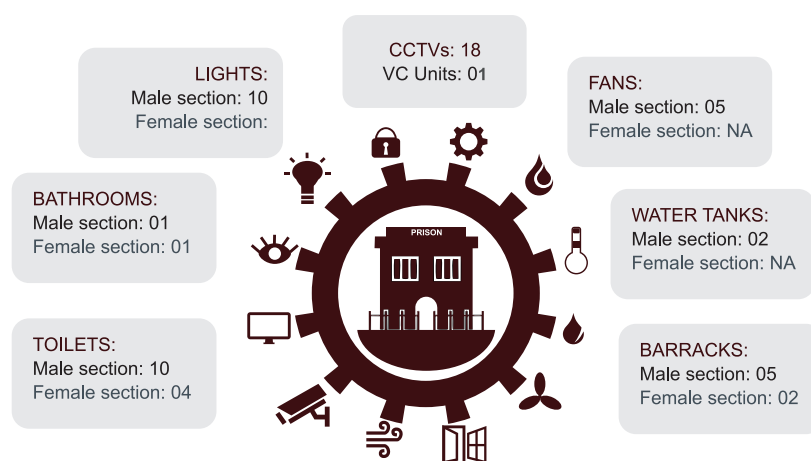 CCTVs: 18
VC Units: 01
LIGHTS:
Male section: 10
Female section:
FANS:
Male section: 05
Female section: NA
BATHROOMS:
Male section: 01
Female section: 01
WATER TANKS:
Male section: 02
Female section: NA
PRISON
TOILETS:
Male section: 10
Female section: 04
BARRACKS:
Male section: 05
Female section: 02